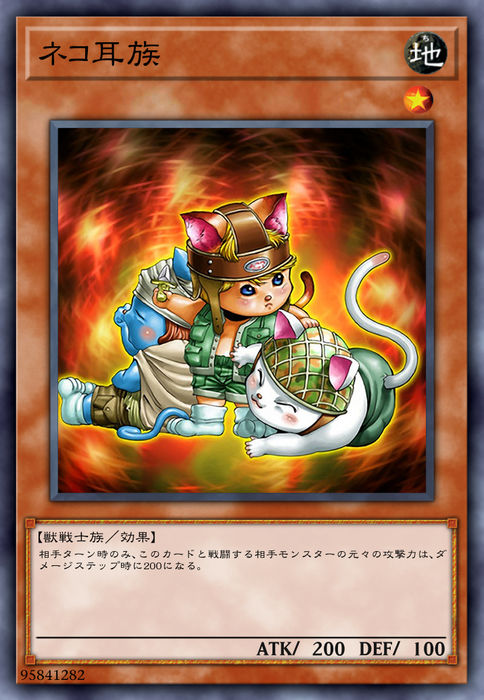 ネコ耳族
ち
地
【獣戦士族／効果】
相手ターン時のみ、このカードと戦闘する相手モンスターの元々の攻撃力は、ダ
メージステップ時に200になる。
ATK/ 200 DEF/ 100
95841282